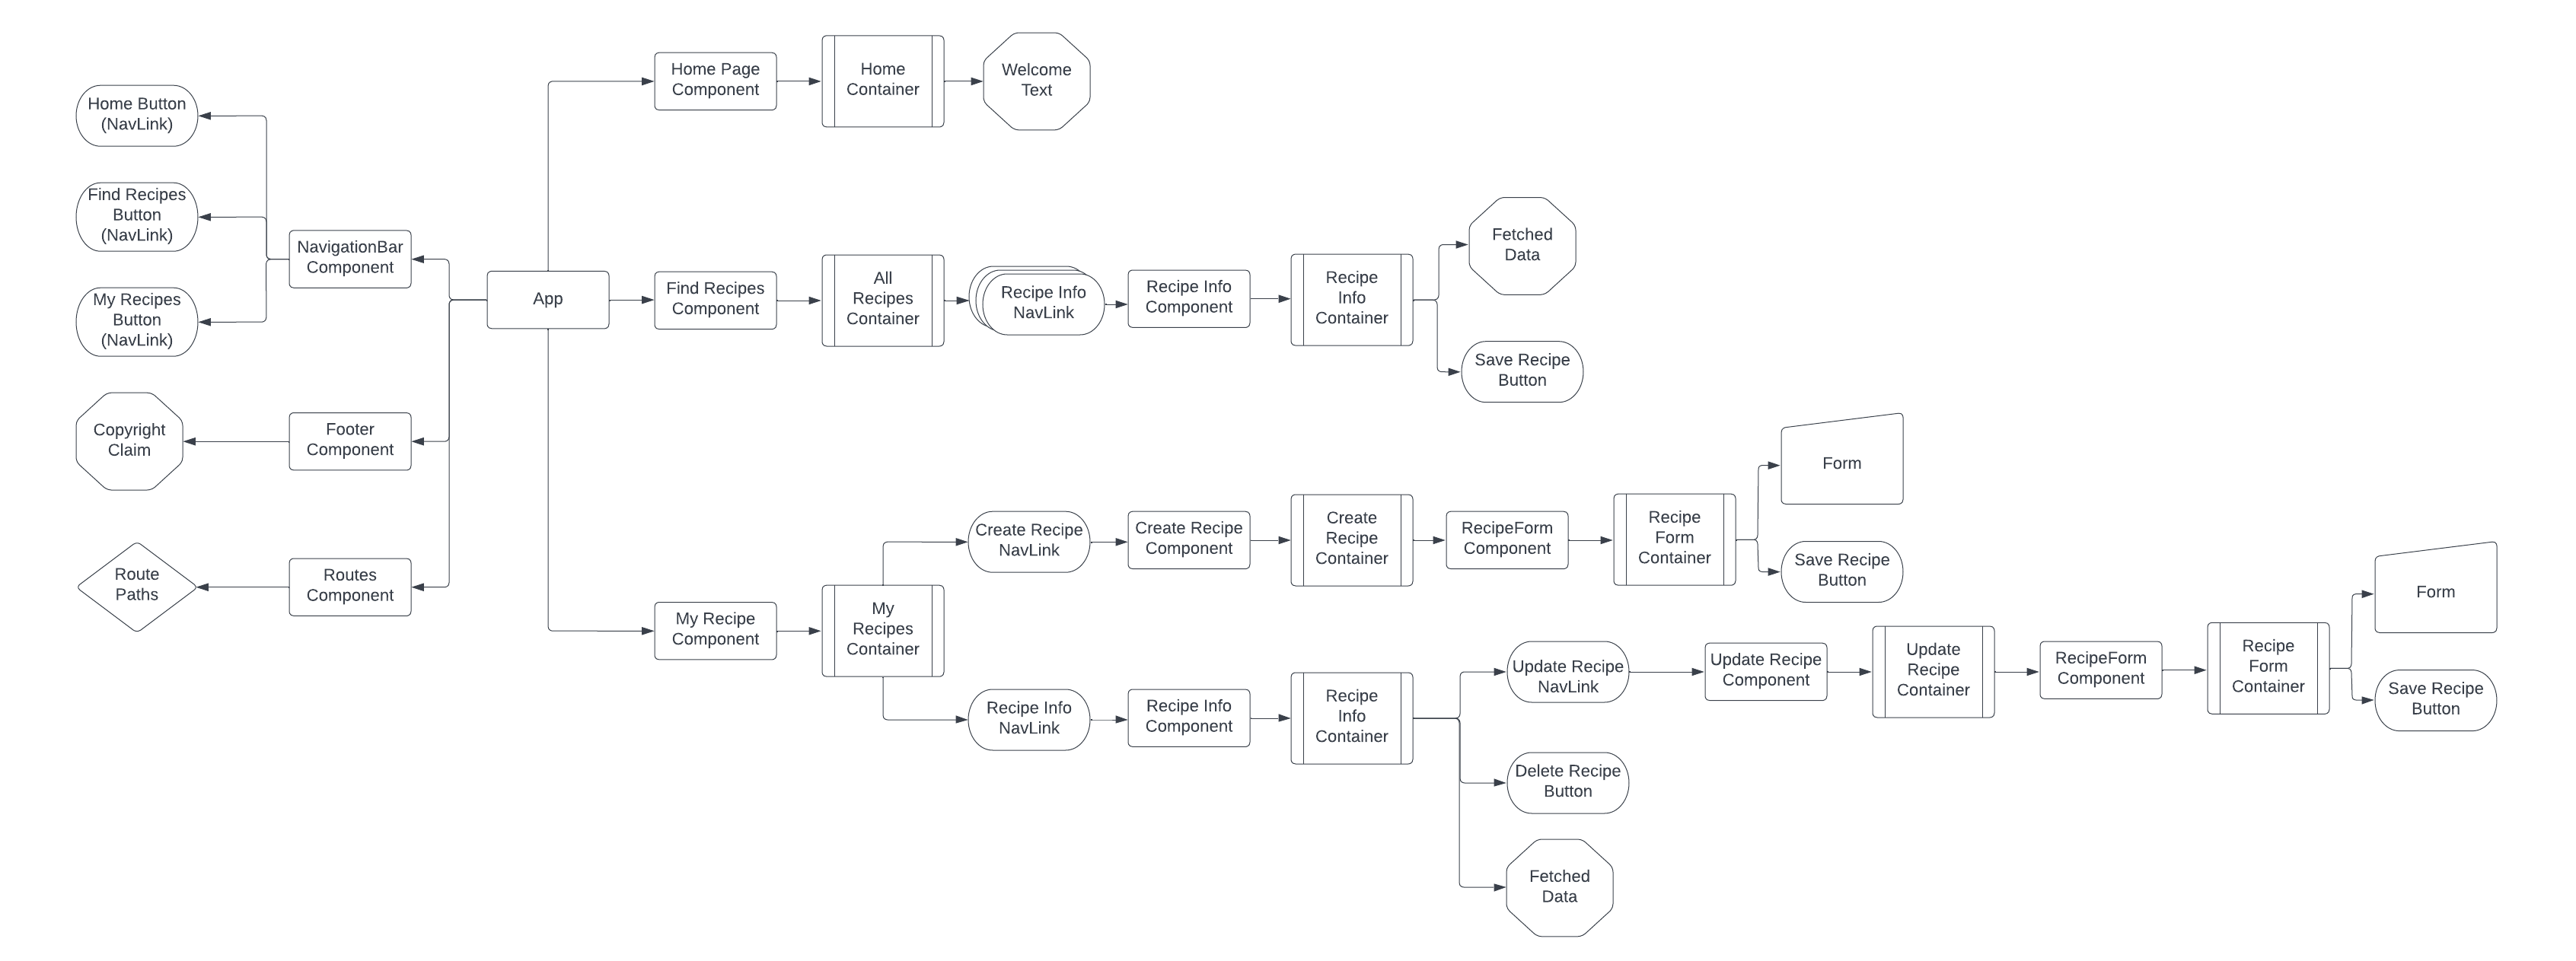 Home Button
(NavLink)
Find Recipes
Button
(NavLink)
My Recipes
Button
(NavLink)
NavigationBar
Component
Copyright
Claim
Footer
Component
Route
Paths
Routes
Component
App
Home Page
Component
Home
Container
Welcome
Text
Find Recipes
Component
All
Recipes
Container
Recipe Info
NavLink
Recipe Info
Component
Recipe
Info
Container
Fetched
Data
Save Recipe
Button
My Recipe
Component
My
Recipes
Container
Create Recipe
NavLink
Create Recipe
Component
Create
Recipe
Container
RecipeForm
Component
Recipe
Form
Container
Form
Save Recipe
Button
Recipe Info
NavLink
Recipe Info
Component
Recipe
Info
Container
Update Recipe
NavLink
Update Recipe
Component
Update
Recipe
Container
RecipeForm
Component
Recipe
Form
Container
Form
Save Recipe
Button
Delete Recipe
Button
Fetched
Data